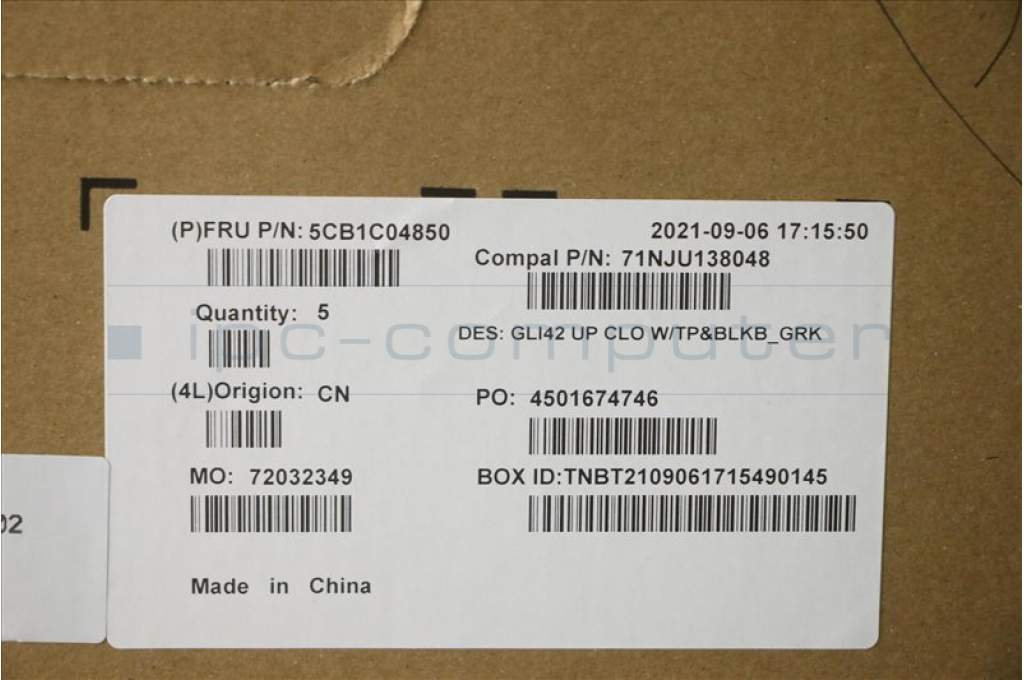 (P)FRU P/N: 5CB1C04850
2021-09-06 17:15:50
Compal P/N: 71NJU138048
Quantity: 5
DES: GLI42 UP CLO W/TP&BLKB_GRK
ipc-computer
(4L)Origion: CN
PO: 4501674746
MO: 72032349
BOX ID:TNBT2109061715490145
02
Made in China